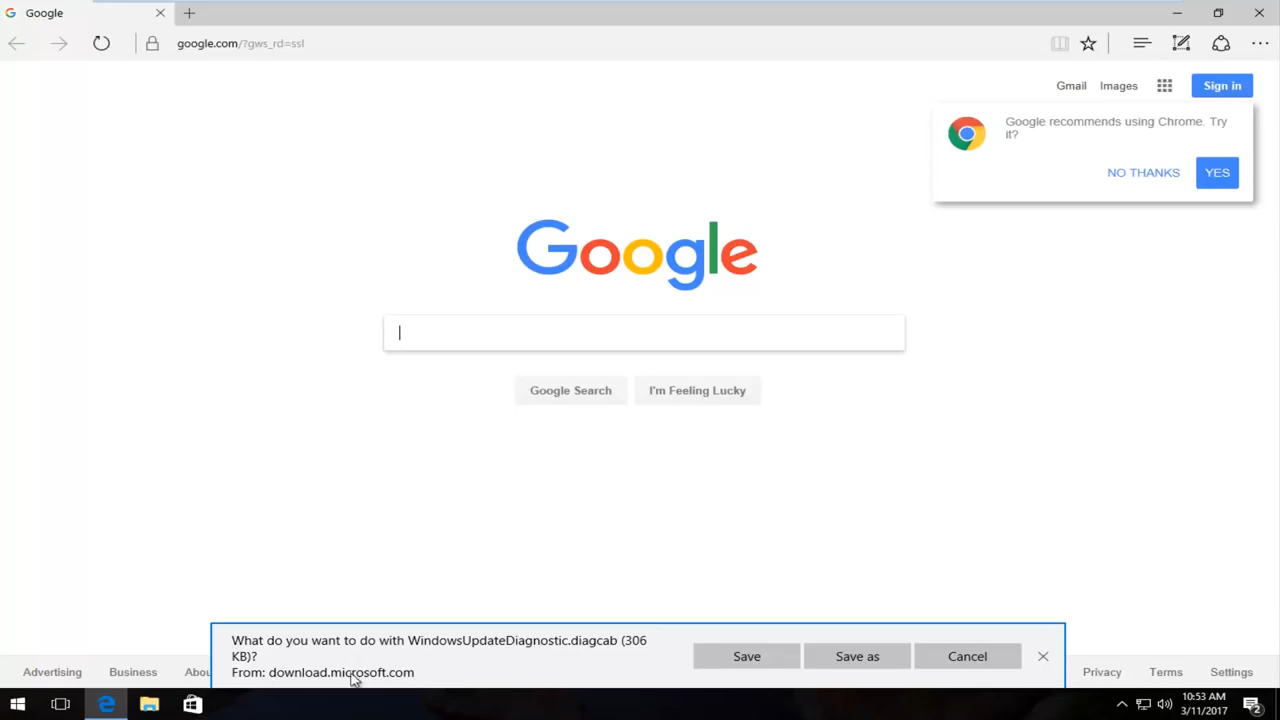 Google
google.com/?gws_rd=ssl
Gmail Images Sign in
Google recommends using Chrome. Try
it?
NO THANKS YES
Google
Google Search I'm Feeling Lucky
What do you want to do with WindowsUpdateDiagnostic.diagcab (306
KB)?
From: download.microsoft.com
Save Save as Cancel
Advertising Business Abou Privacy Terms Settings
10:53 AM
3/11/2017
2